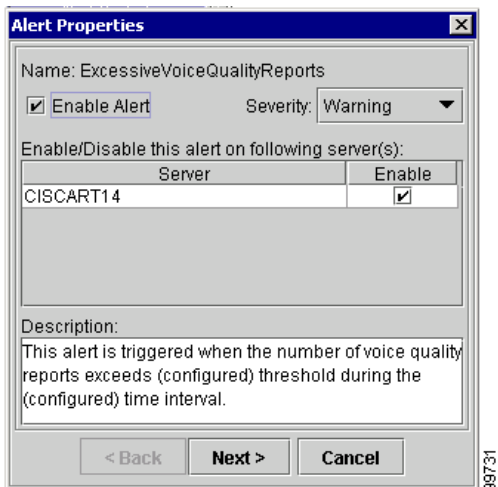 Alert Properties
Name: ExcessiveVoiceQualityReports
Enable Alert Severity: Warning
Enable/Disable this alert on following server(s):
Server Enable
CISCART14
Description:
This alert is triggered when the number of voice quality
reports exceeds (configured) threshold during the
(configured) time interval.
< Back Next > Cancel
99731